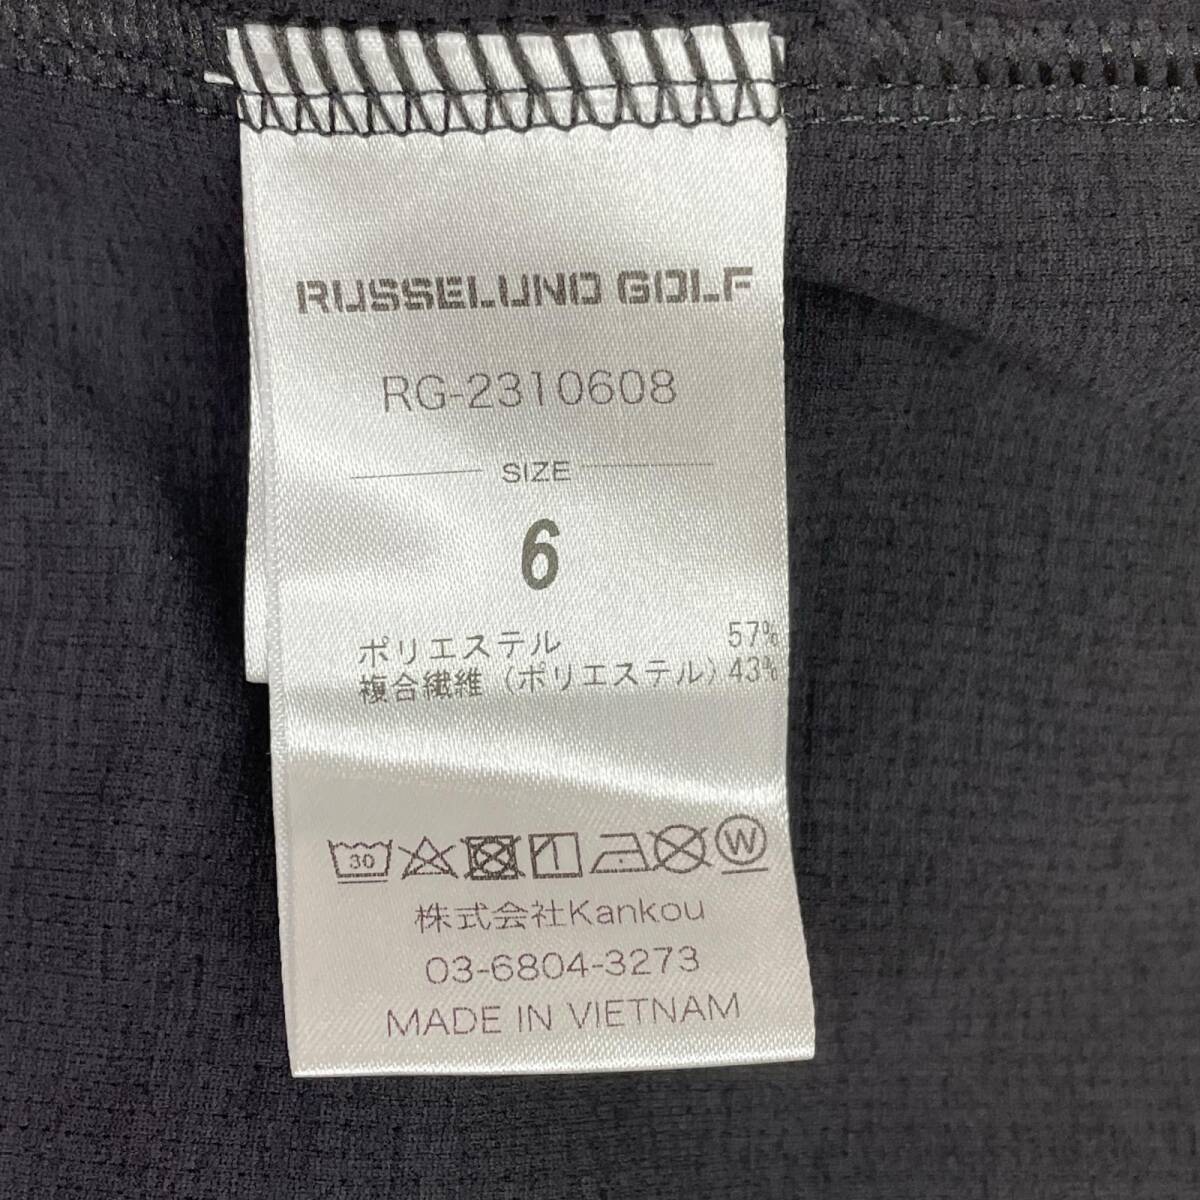 RUSSELUNO GOLF
RG-2310608
SIZE
6
ポリエステル 57%
複合繊維（ポリエステル）43%
30 W
株式会社Kankou
03-6804-3273
MADE IN VIETNAM